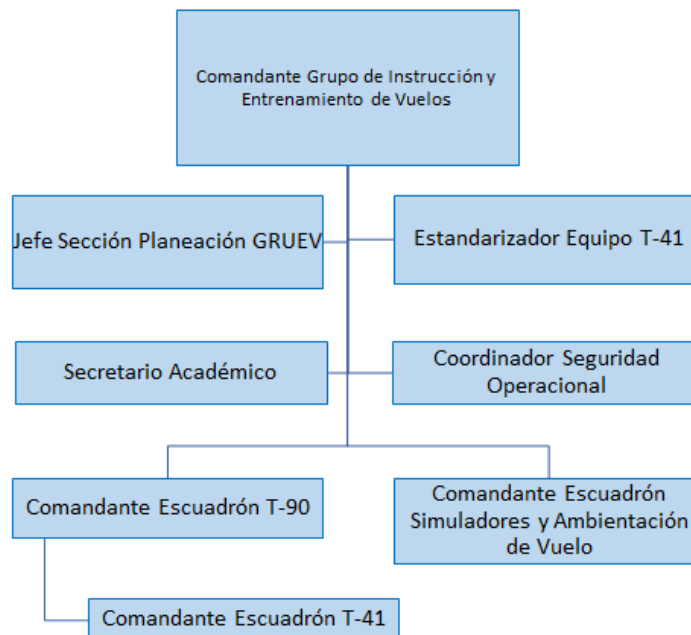 Comandante Grupo de Instrucción y
Entrenamiento de Vuelos
Jefe Sección Planeación GRUEV
Estandarizador Equipo T-41
Secretario Académico
Coordinador Seguridad
Operacional
Comandante Escuadrón T-90
Comandante Escuadrón
Simuladores y Ambientación
de Vuelo
Comandante Escuadrón T-41